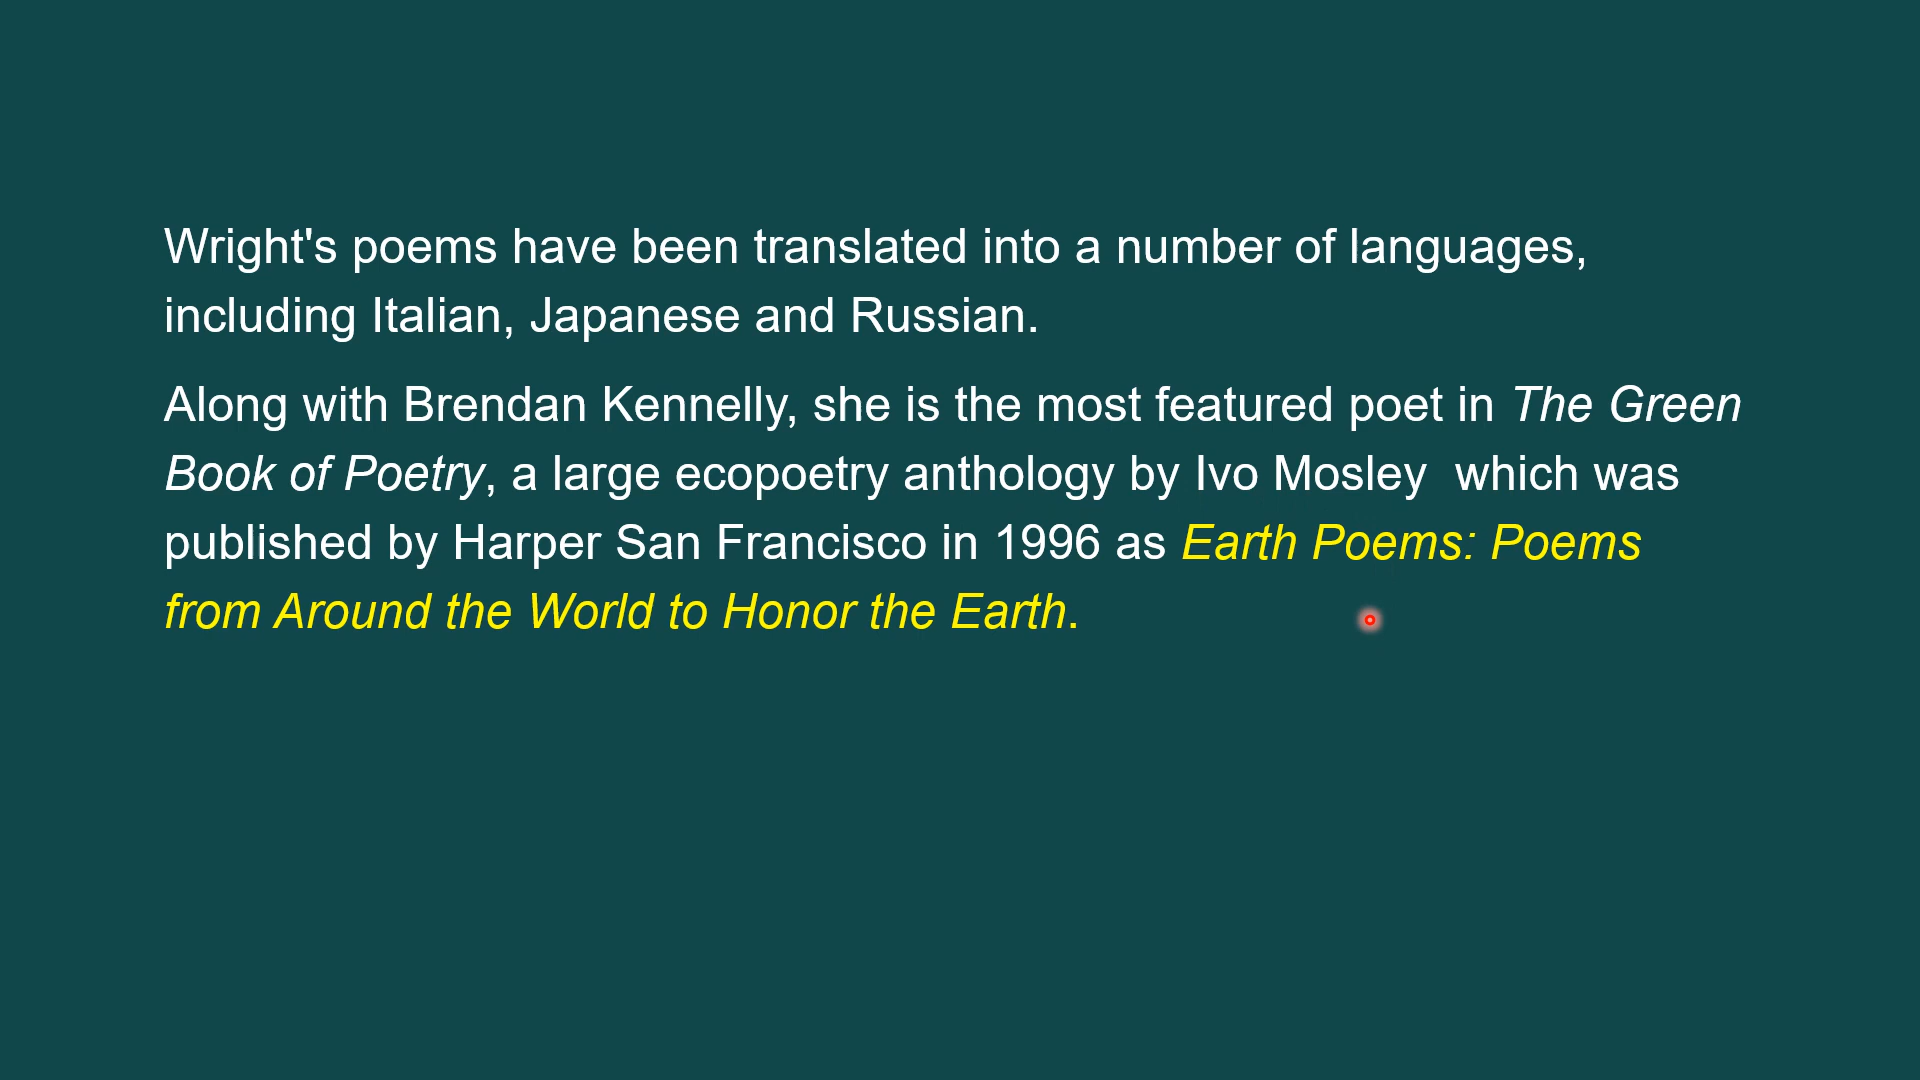 Wright's poems have been translated into a number of languages,
including Italian, Japanese and Russian.
Along with Brendan Kennelly, she is the most featured poet in The Green
Book of Poetry, a large ecopoetry anthology by Ivo Mosley  which was
published by Harper San Francisco in 1996 as Earth Poems: Poems
from Around the World to Honor the Earth.